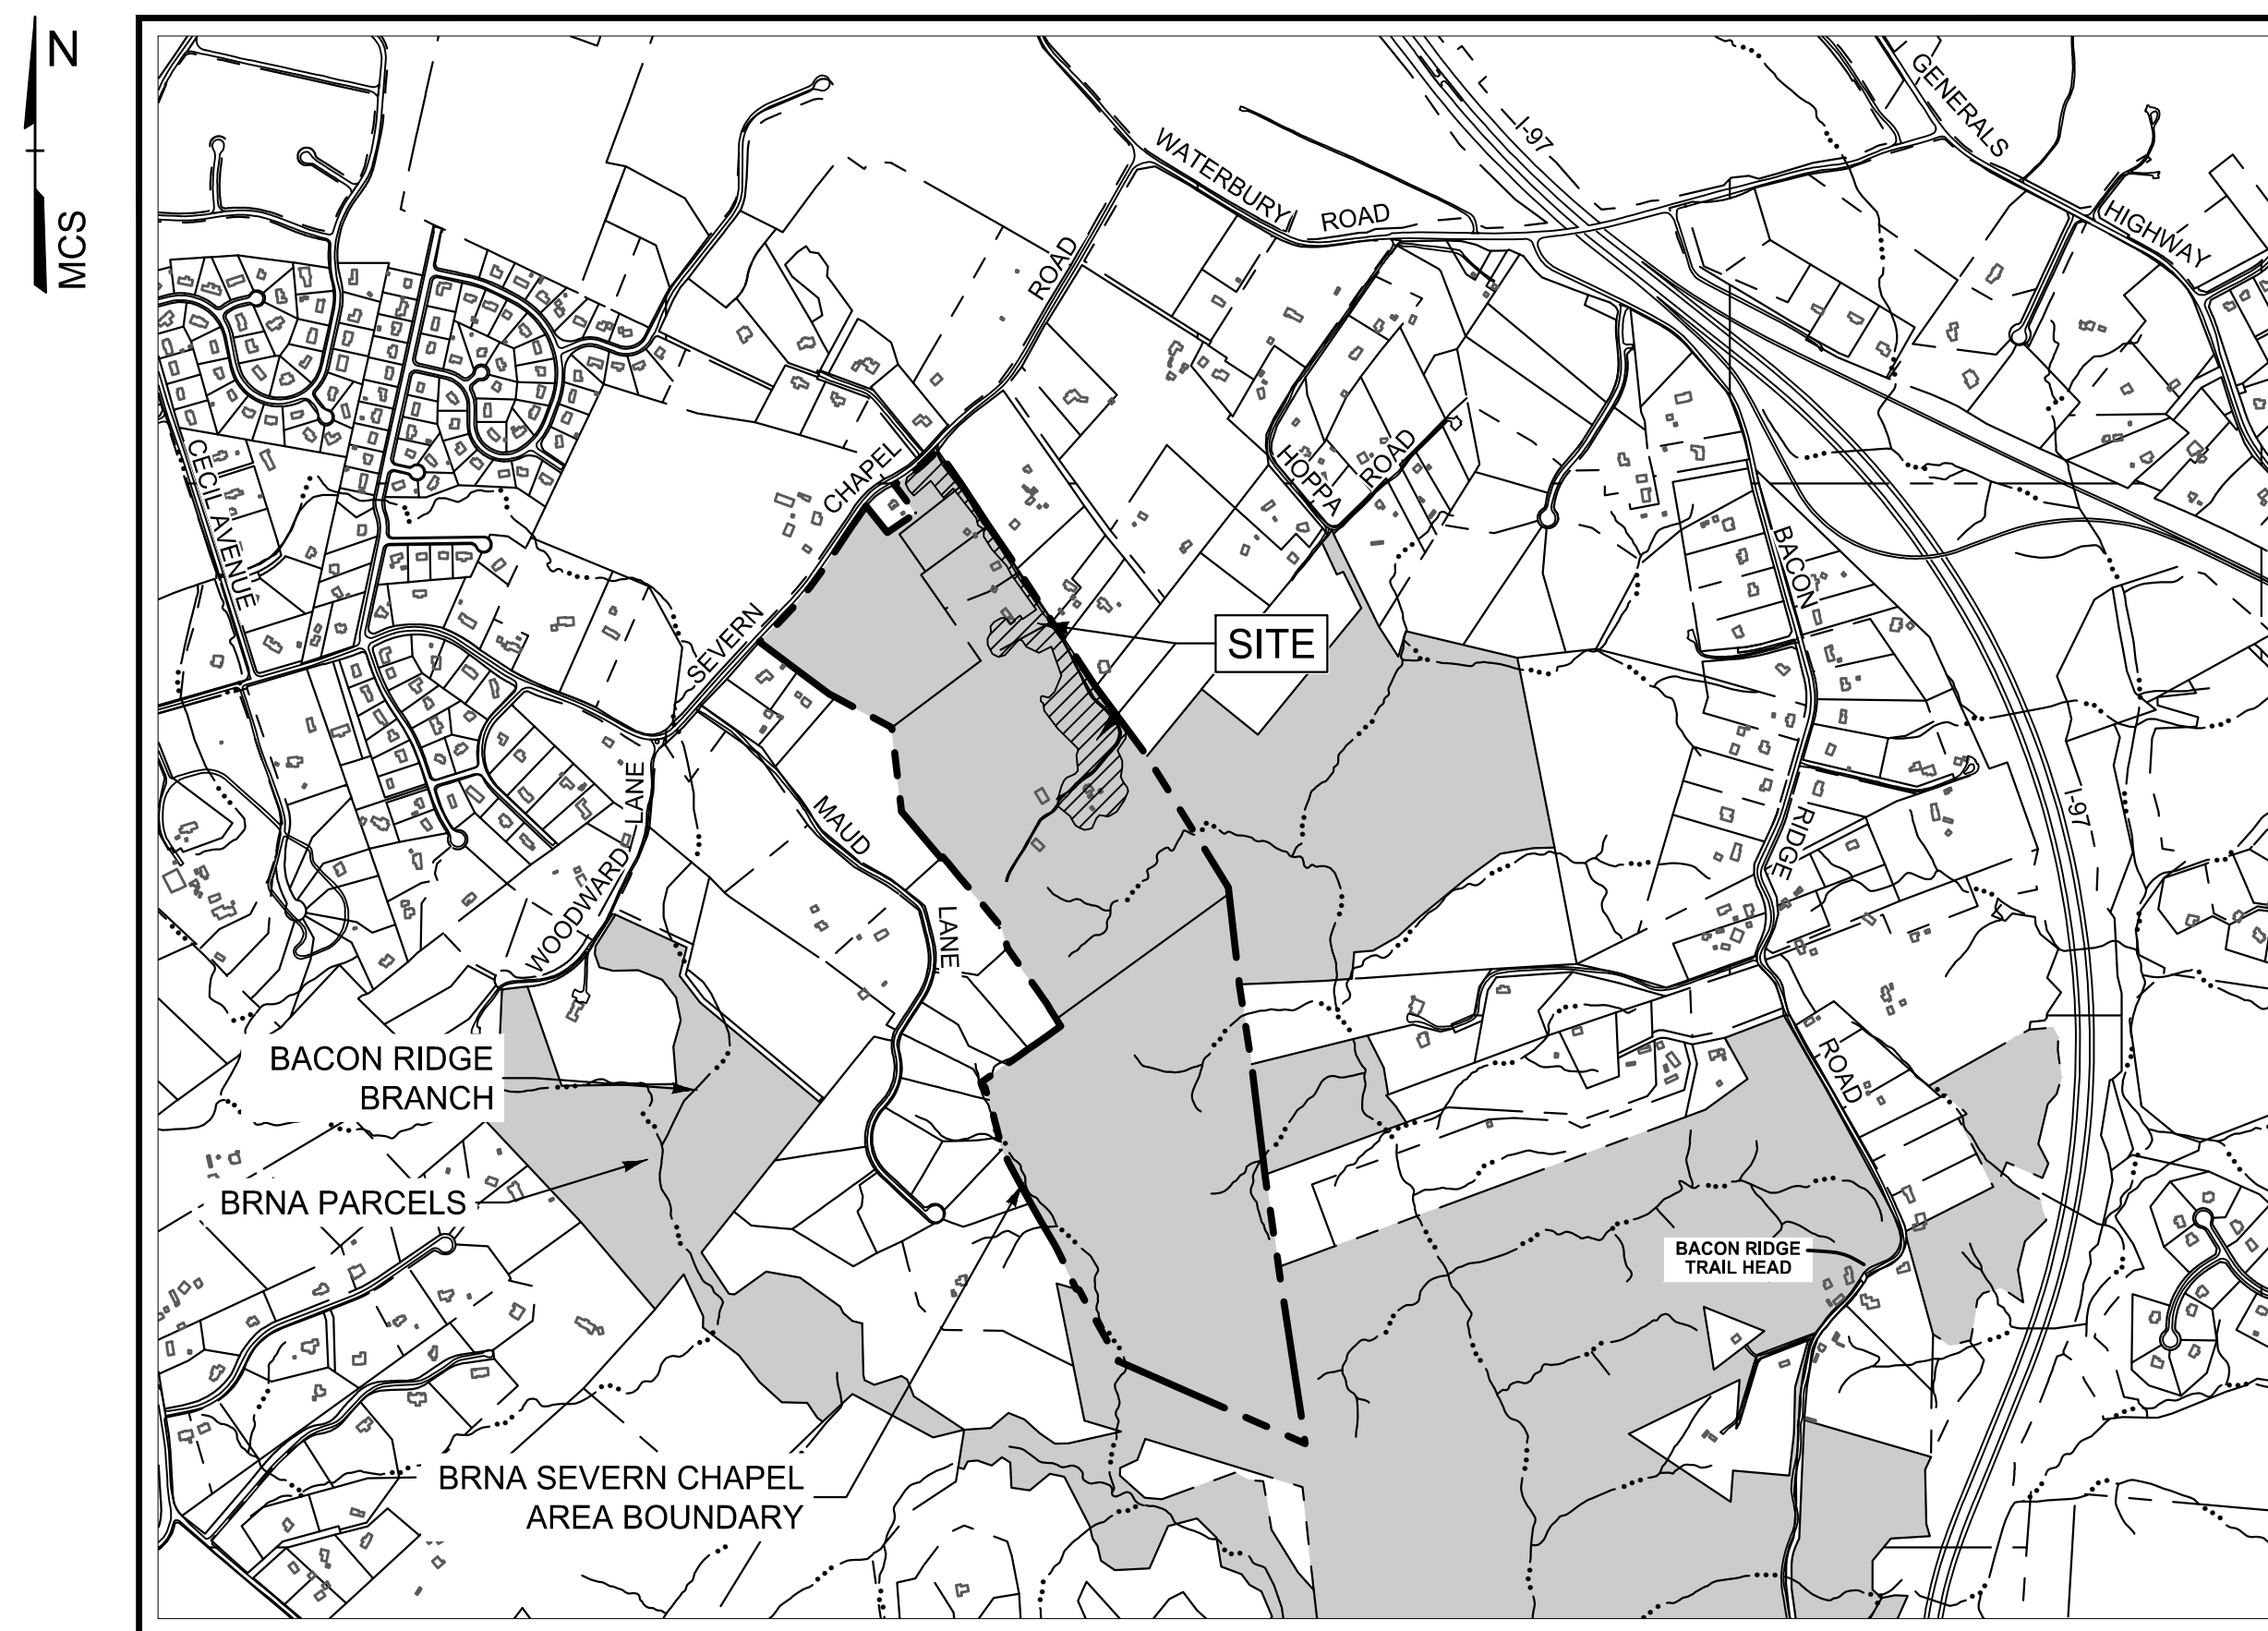 N
MCS
GENERALS
HIGHWAY
I-97
WATERBURY
ROAD
ROAD
CHAPEL
SEVERN
CECIL AVENUE
HOPPA
ROAD
SITE
BACON
RIDGE
ROAD
I-97
MAUD
LANE
WOODWARD
LANE
BACON RIDGE
BRANCH
BRNA PARCELS
BACON RIDGE
TRAIL HEAD
BRNA SEVERN CHAPEL
AREA BOUNDARY